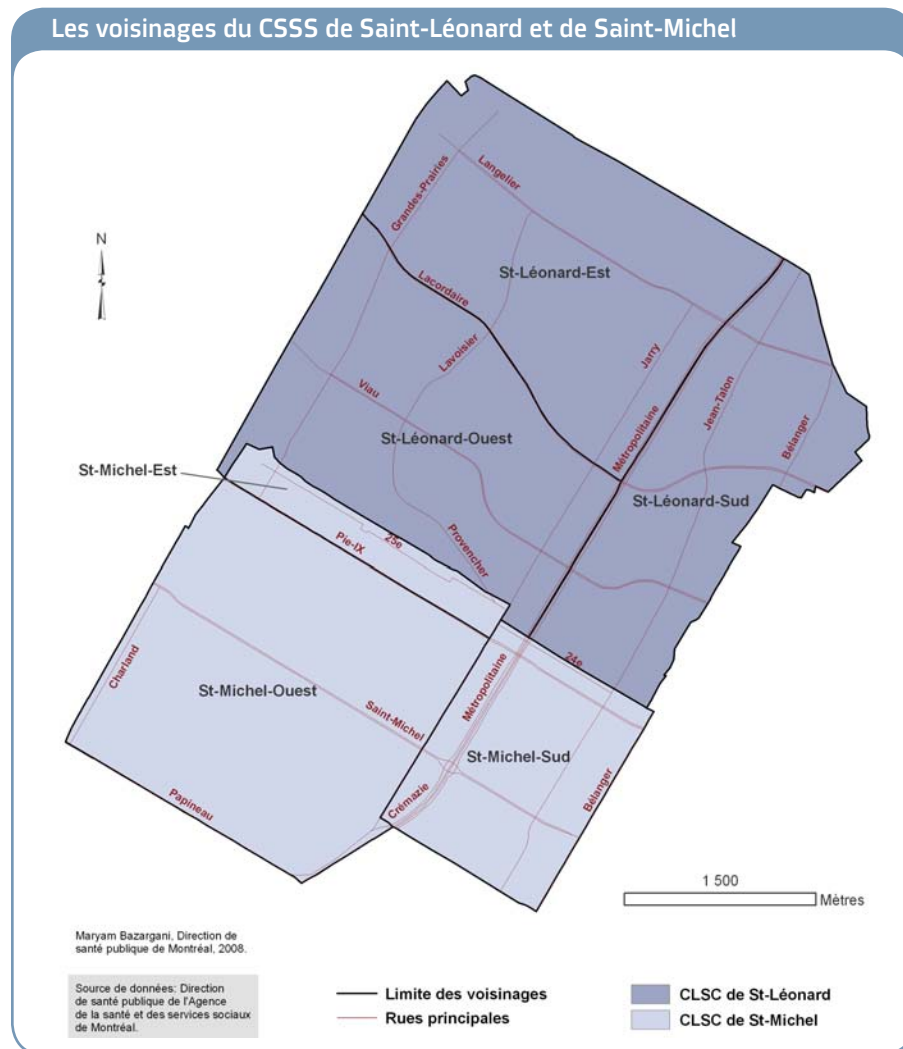 Les voisinages du CSSS de Saint-Léonard et de Saint-Michel
N
Langelier
Grandes-Prairies
St-Léonard-Est
Lacordaire
Lavoisier
Jarry
Viau
Métropolitaine
Jean-Talon
Bélanger
St-Léonard-Ouest
St-Michel-Est
St-Léonard-Sud
25e
Pie-IX
Provencher
24e
Charland
Métropolitaine
St-Michel-Ouest
Saint-Michel
St-Michel-Sud
Bélanger
Papineau
Crémazie
1 500
Mètres
Maryam Bazargani, Direction de
santé publique de Montréal, 2008.
Source de données: Direction
de santé publique de l'Agence
de la santé et des services sociaux
de Montréal.
Limite des voisinages
Rues principales
CLSC de St-Léonard
CLSC de St-Michel